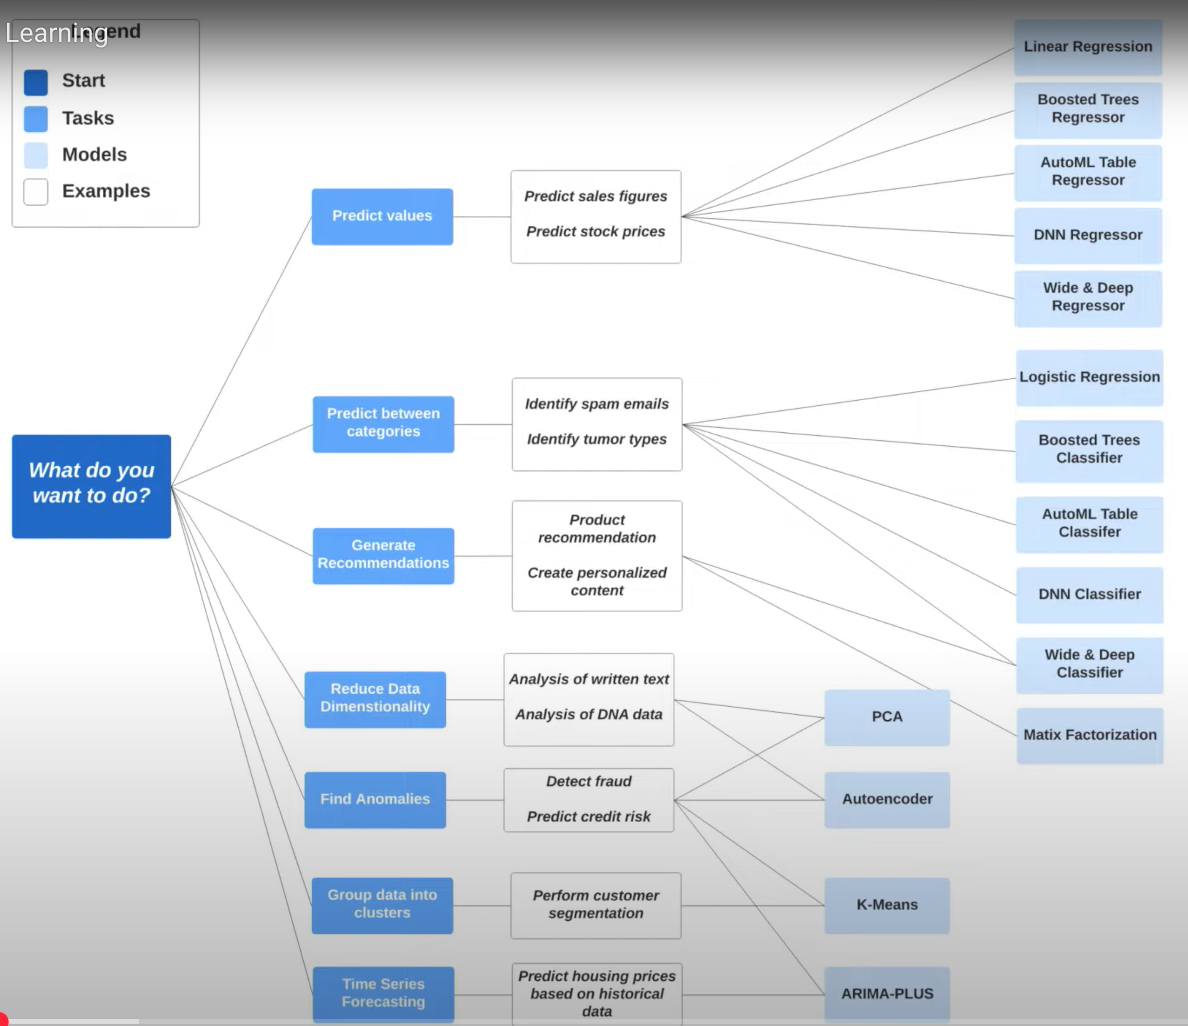 Learning
Legend
Start
Tasks
Models
Examples
What do you
want to do?
Predict values
Predict sales figures
Predict stock prices
Linear Regression
Boosted Trees
Regressor
AutoML Table
Regressor
DNN Regressor
Wide & Deep
Regressor
Predict between
categories
Identify spam emails
Identify tumor types
Logistic Regression
Boosted Trees
Classifier
AutoML Table
Classifer
DNN Classifier
Wide & Deep
Classifier
Generate
Recommendations
Product
recommendation
Create personalized
content
Matix Factorization
Reduce Data
Dimenstionality
Analysis of written text
Analysis of DNA data
PCA
Find Anomalies
Detect fraud
Predict credit risk
Autoencoder
Group data into
clusters
Perform customer
segmentation
K-Means
Time Series
Forecasting
Predict housing prices
based on historical
data
ARIMA-PLUS